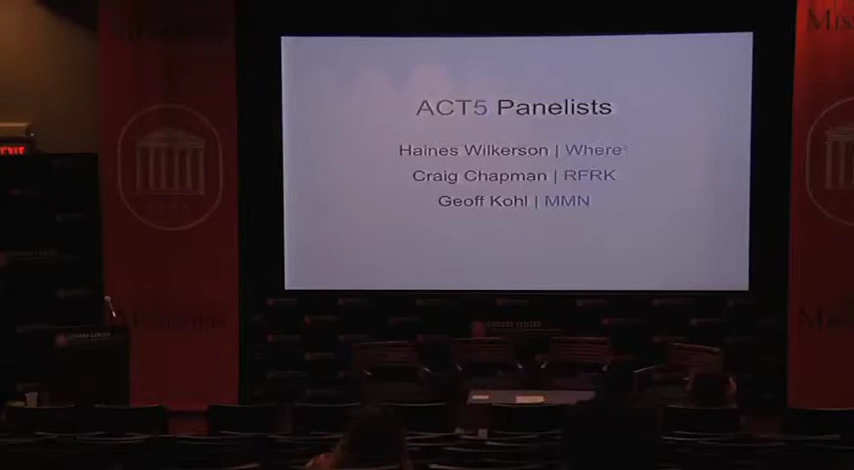 ACT5 Panelists
Haines Wilkerson | Where
Craig Chapman | RFRK
Geoff Kohl | MMN
EXIT